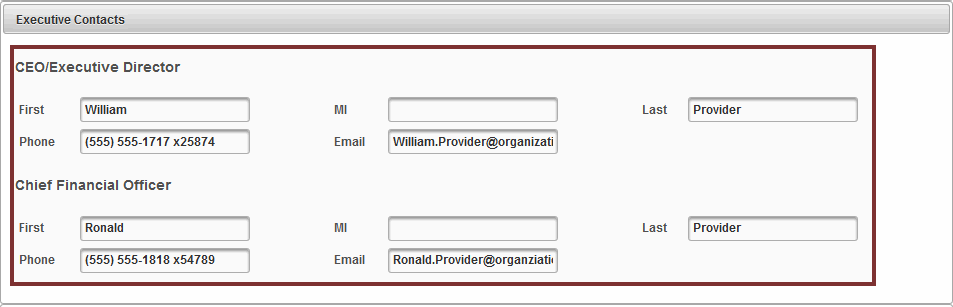 Executive Contacts
CEO/Executive Director
First William MI Last Provider
Phone (555) 555-1717 x25874 Email William.Provider@organizati
Chief Financial Officer
First Ronald MI Last Provider
Phone (555) 555-1818 x54789 Email Ronald.Provider@organziatio